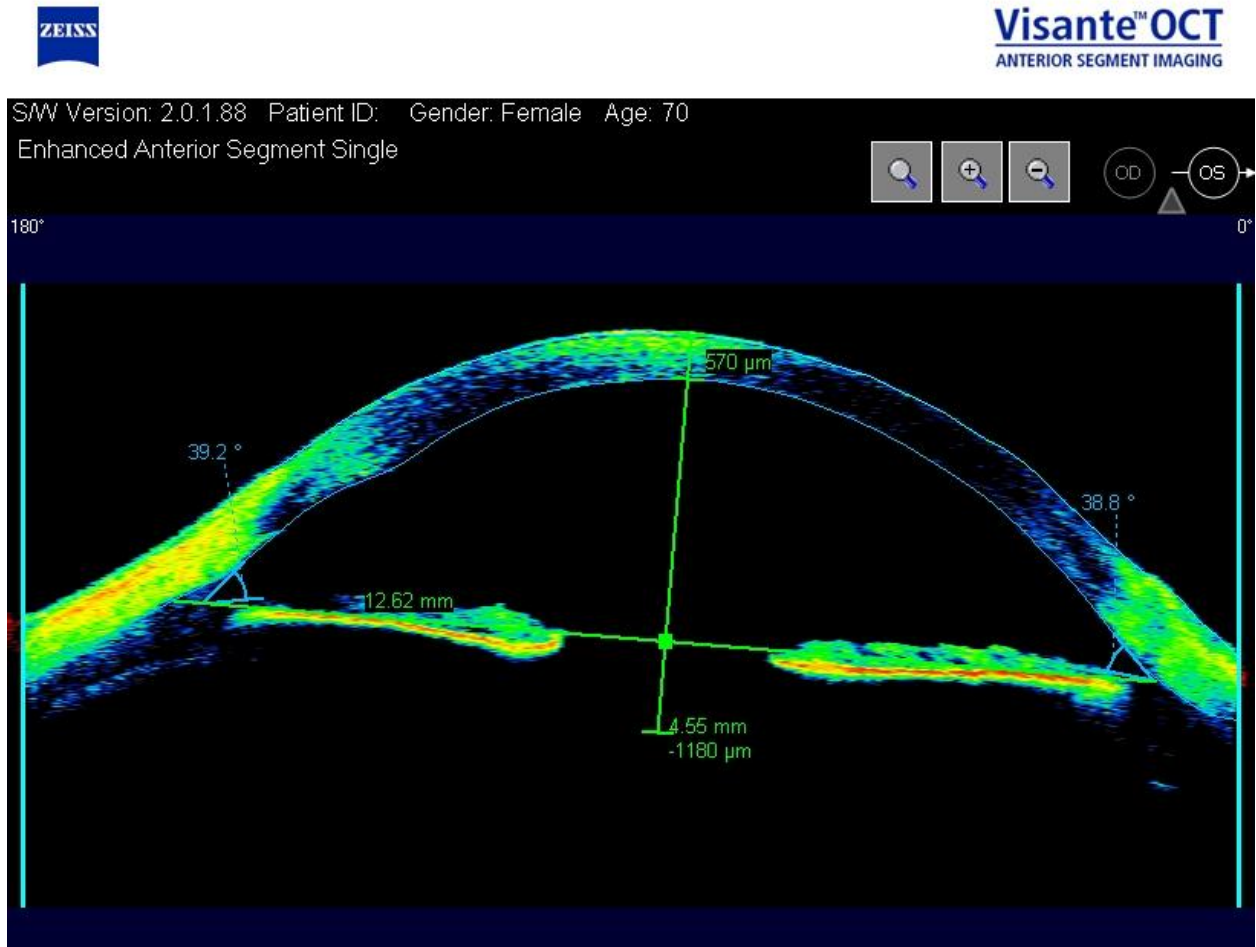 ZEISS
Visante™ OCT
ANTERIOR SEGMENT IMAGING
S/W Version: 2.0.1.88 Patient ID: Gender: Female Age: 70
Enhanced Anterior Segment Single
OD OS
180° 0°
570 µm
39.2 °
38.8 °
12.62 mm
4.55 mm
-1180 µm